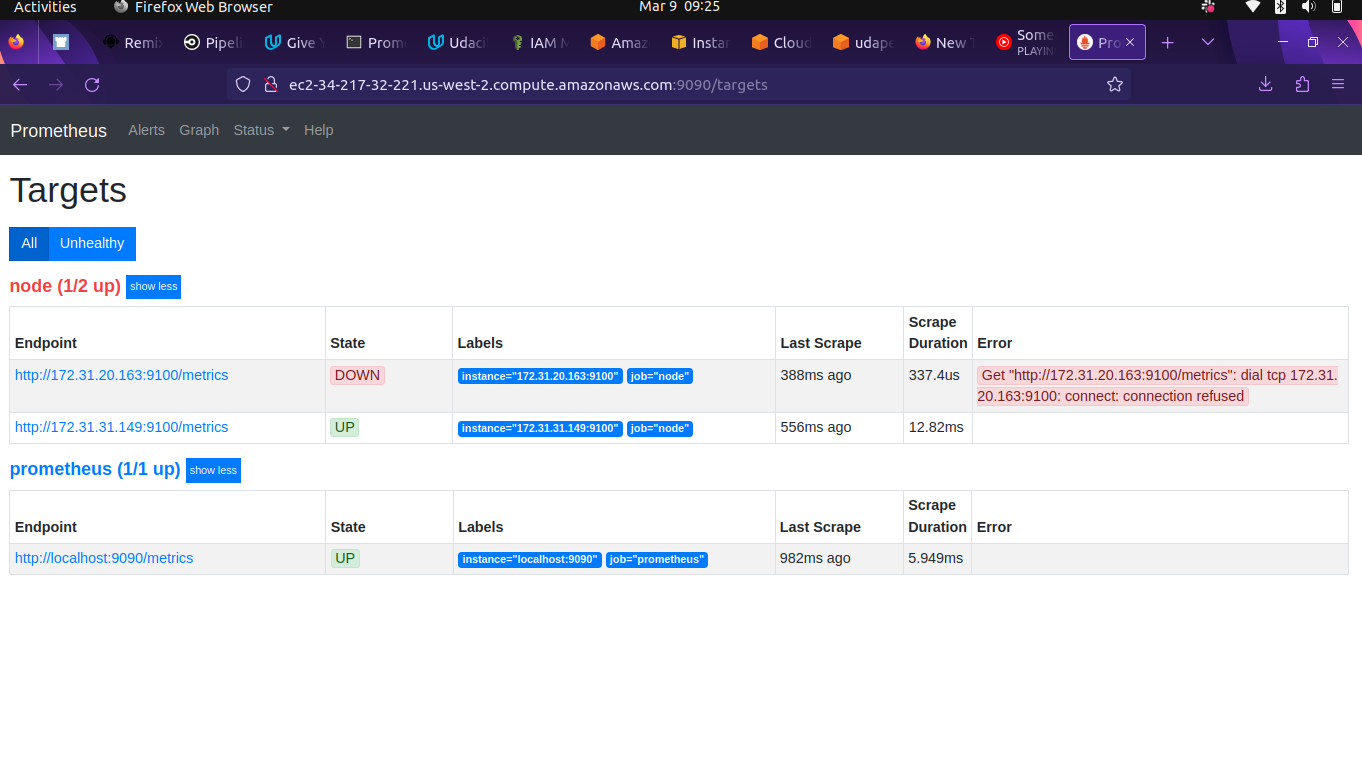 Activities Firefox Web Browser Mar 9 09:25
Remix Pipeli Give Prom Udaci IAM M Amaz Instan Cloud udape New T Some Pro
PLAYIN
ec2-34-217-32-221.us-west-2.compute.amazonaws.com:9090/targets
Prometheus Alerts Graph Status Help
Targets
All Unhealthy
node (1/2 up) show less
Endpoint State Labels Last Scrape Scrape Duration Error
http://172.31.20.163:9100/metrics DOWN instance="172.31.20.163:9100" job="node" 388ms ago 337.4us Get "http://172.31.20.163:9100/metrics": dial tcp 172.31.
20.163:9100: connect: connection refused
http://172.31.31.149:9100/metrics UP instance="172.31.31.149:9100" job="node" 556ms ago 12.82ms
prometheus (1/1 up) show less
Endpoint State Labels Last Scrape Scrape Duration Error
http://localhost:9090/metrics UP instance="localhost:9090" job="prometheus" 982ms ago 5.949ms